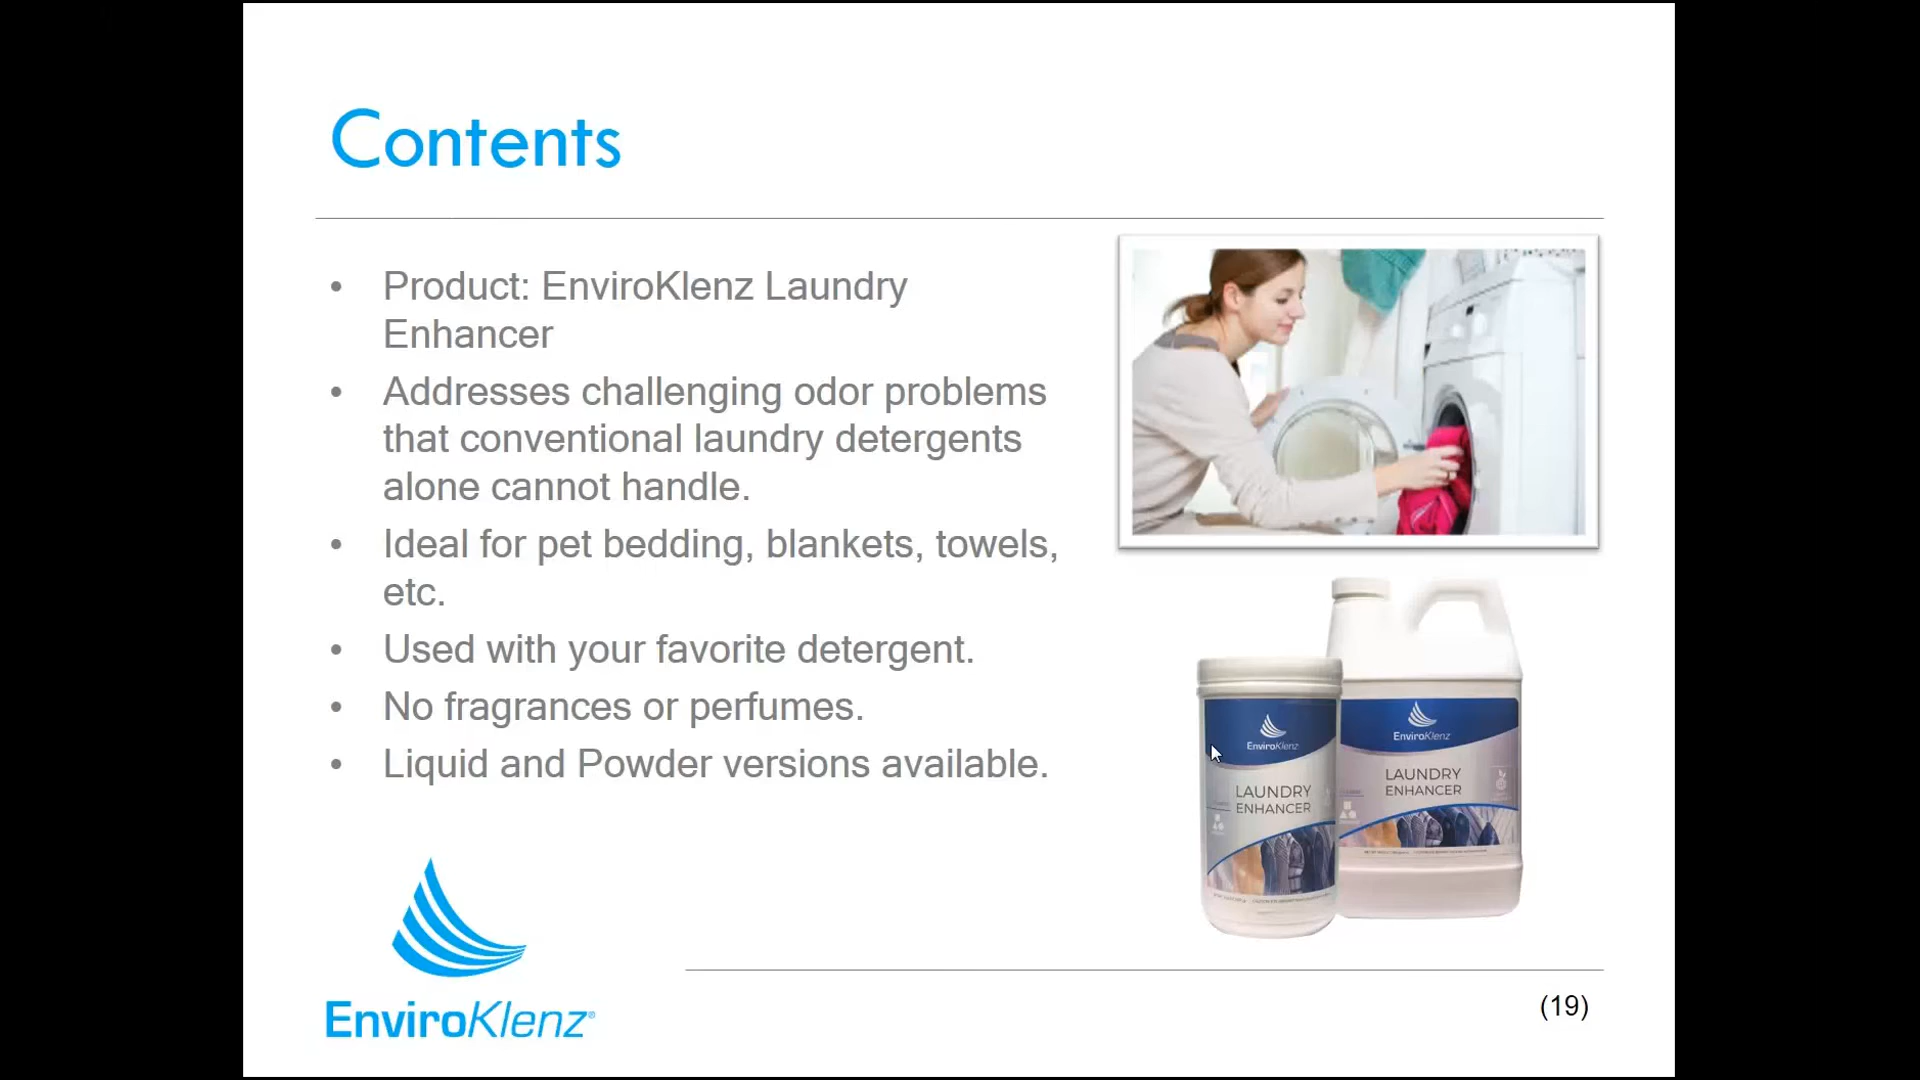 Contents
• Product: EnviroKlenz Laundry
Enhancer
• Addresses challenging odor problems
that conventional laundry detergents
alone cannot handle.
• Ideal for pet bedding, blankets, towels,
etc.
• Used with your favorite detergent.
• No fragrances or perfumes.
• Liquid and Powder versions available.
EnviroKlenz
LAUNDRY
ENHANCER
EnviroKlenz
LAUNDRY
ENHANCER
EnviroKlenz®
(19)